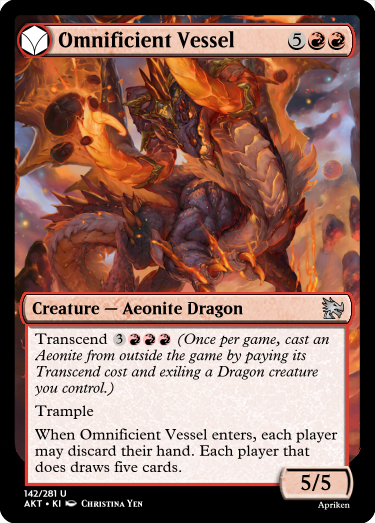 Omnificient Vessel 5
Creature — Aeonite Dragon
Transcend 3 (Once per game, cast an
Aeonite from outside the game by paying its
Transcend cost and exiling a Dragon creature
you control.)
Trample
When Omnificient Vessel enters, each player
may discard their hand. Each player that
does draws five cards.
5/5
142/281 U
AKT • KI Christina Yen
Apriken